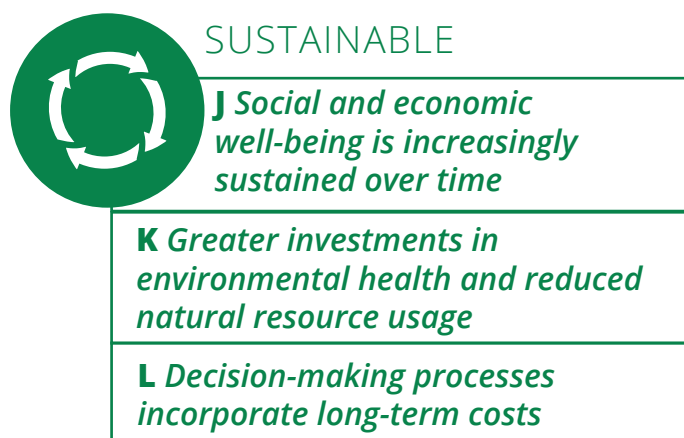 SUSTAINABLE
J Social and economic
well-being is increasingly
sustained over time
K Greater investments in
environmental health and reduced
natural resource usage
L Decision-making processes
incorporate long-term costs